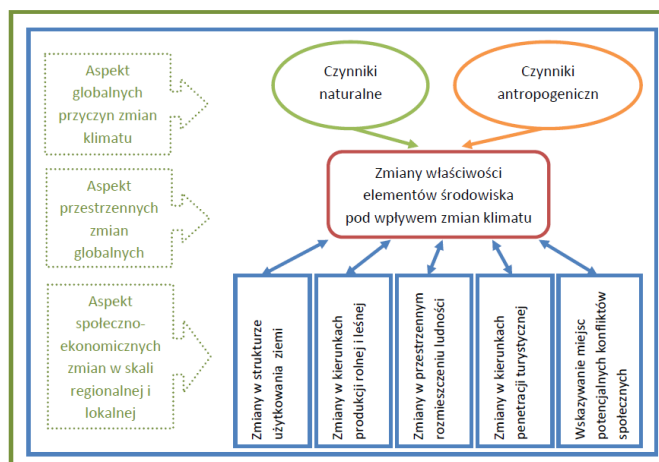 Aspekt
globalnych
przyczyn zmian
klimatu
Czynniki
naturalne
Czynniki
antropogeniczn
Aspekt
przestrzennych
zmian
globalnych
Zmiany właściwości
elementów środowiska
pod wpływem zmian klimatu
Aspekt
społeczno-
ekonomicznych
zmian w skali
regionalnej i
lokalnej
Zmiany w strukturze
użytkowania ziemi
Zmiany w kierunkach
produkcji rolnej i leśnej
Zmiany w przestrzennym
rozmieszczeniu ludności
Zmiany w kierunkach
penetracji turystycznej
Wskazywanie miejsc
potencjalnych konfliktów
społecznych